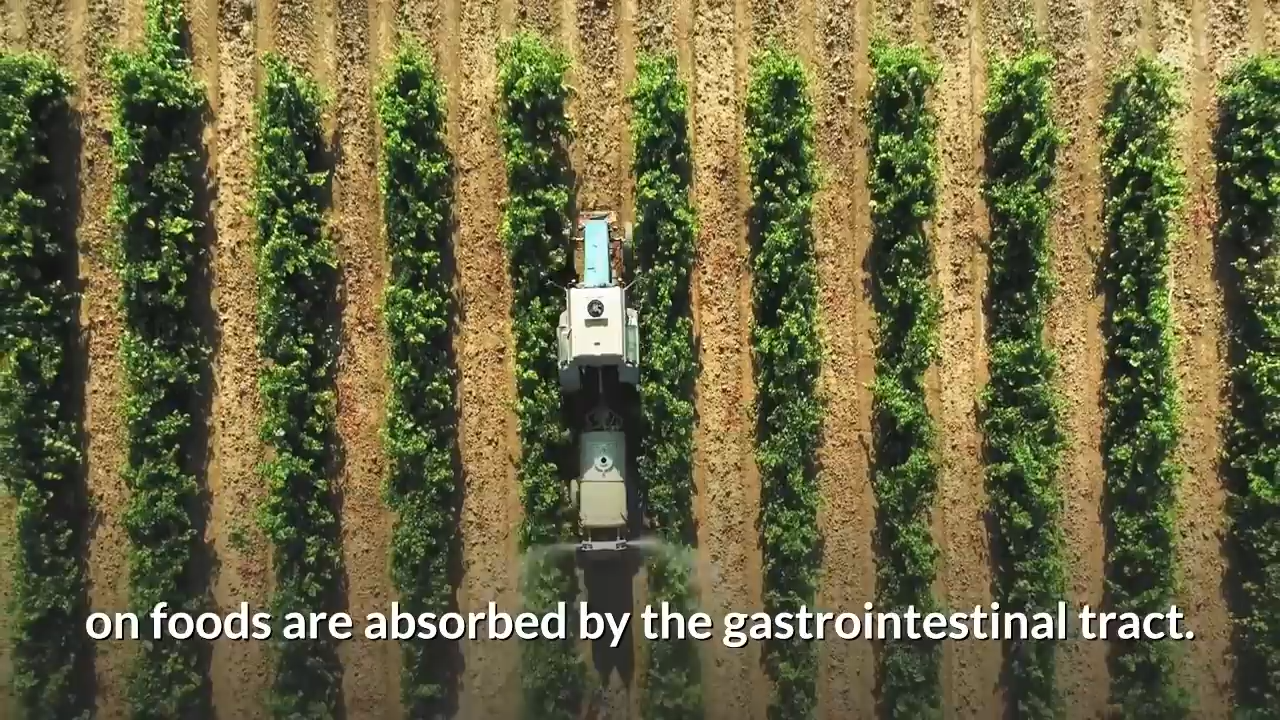 on foods are absorbed by the gastrointestinal tract.